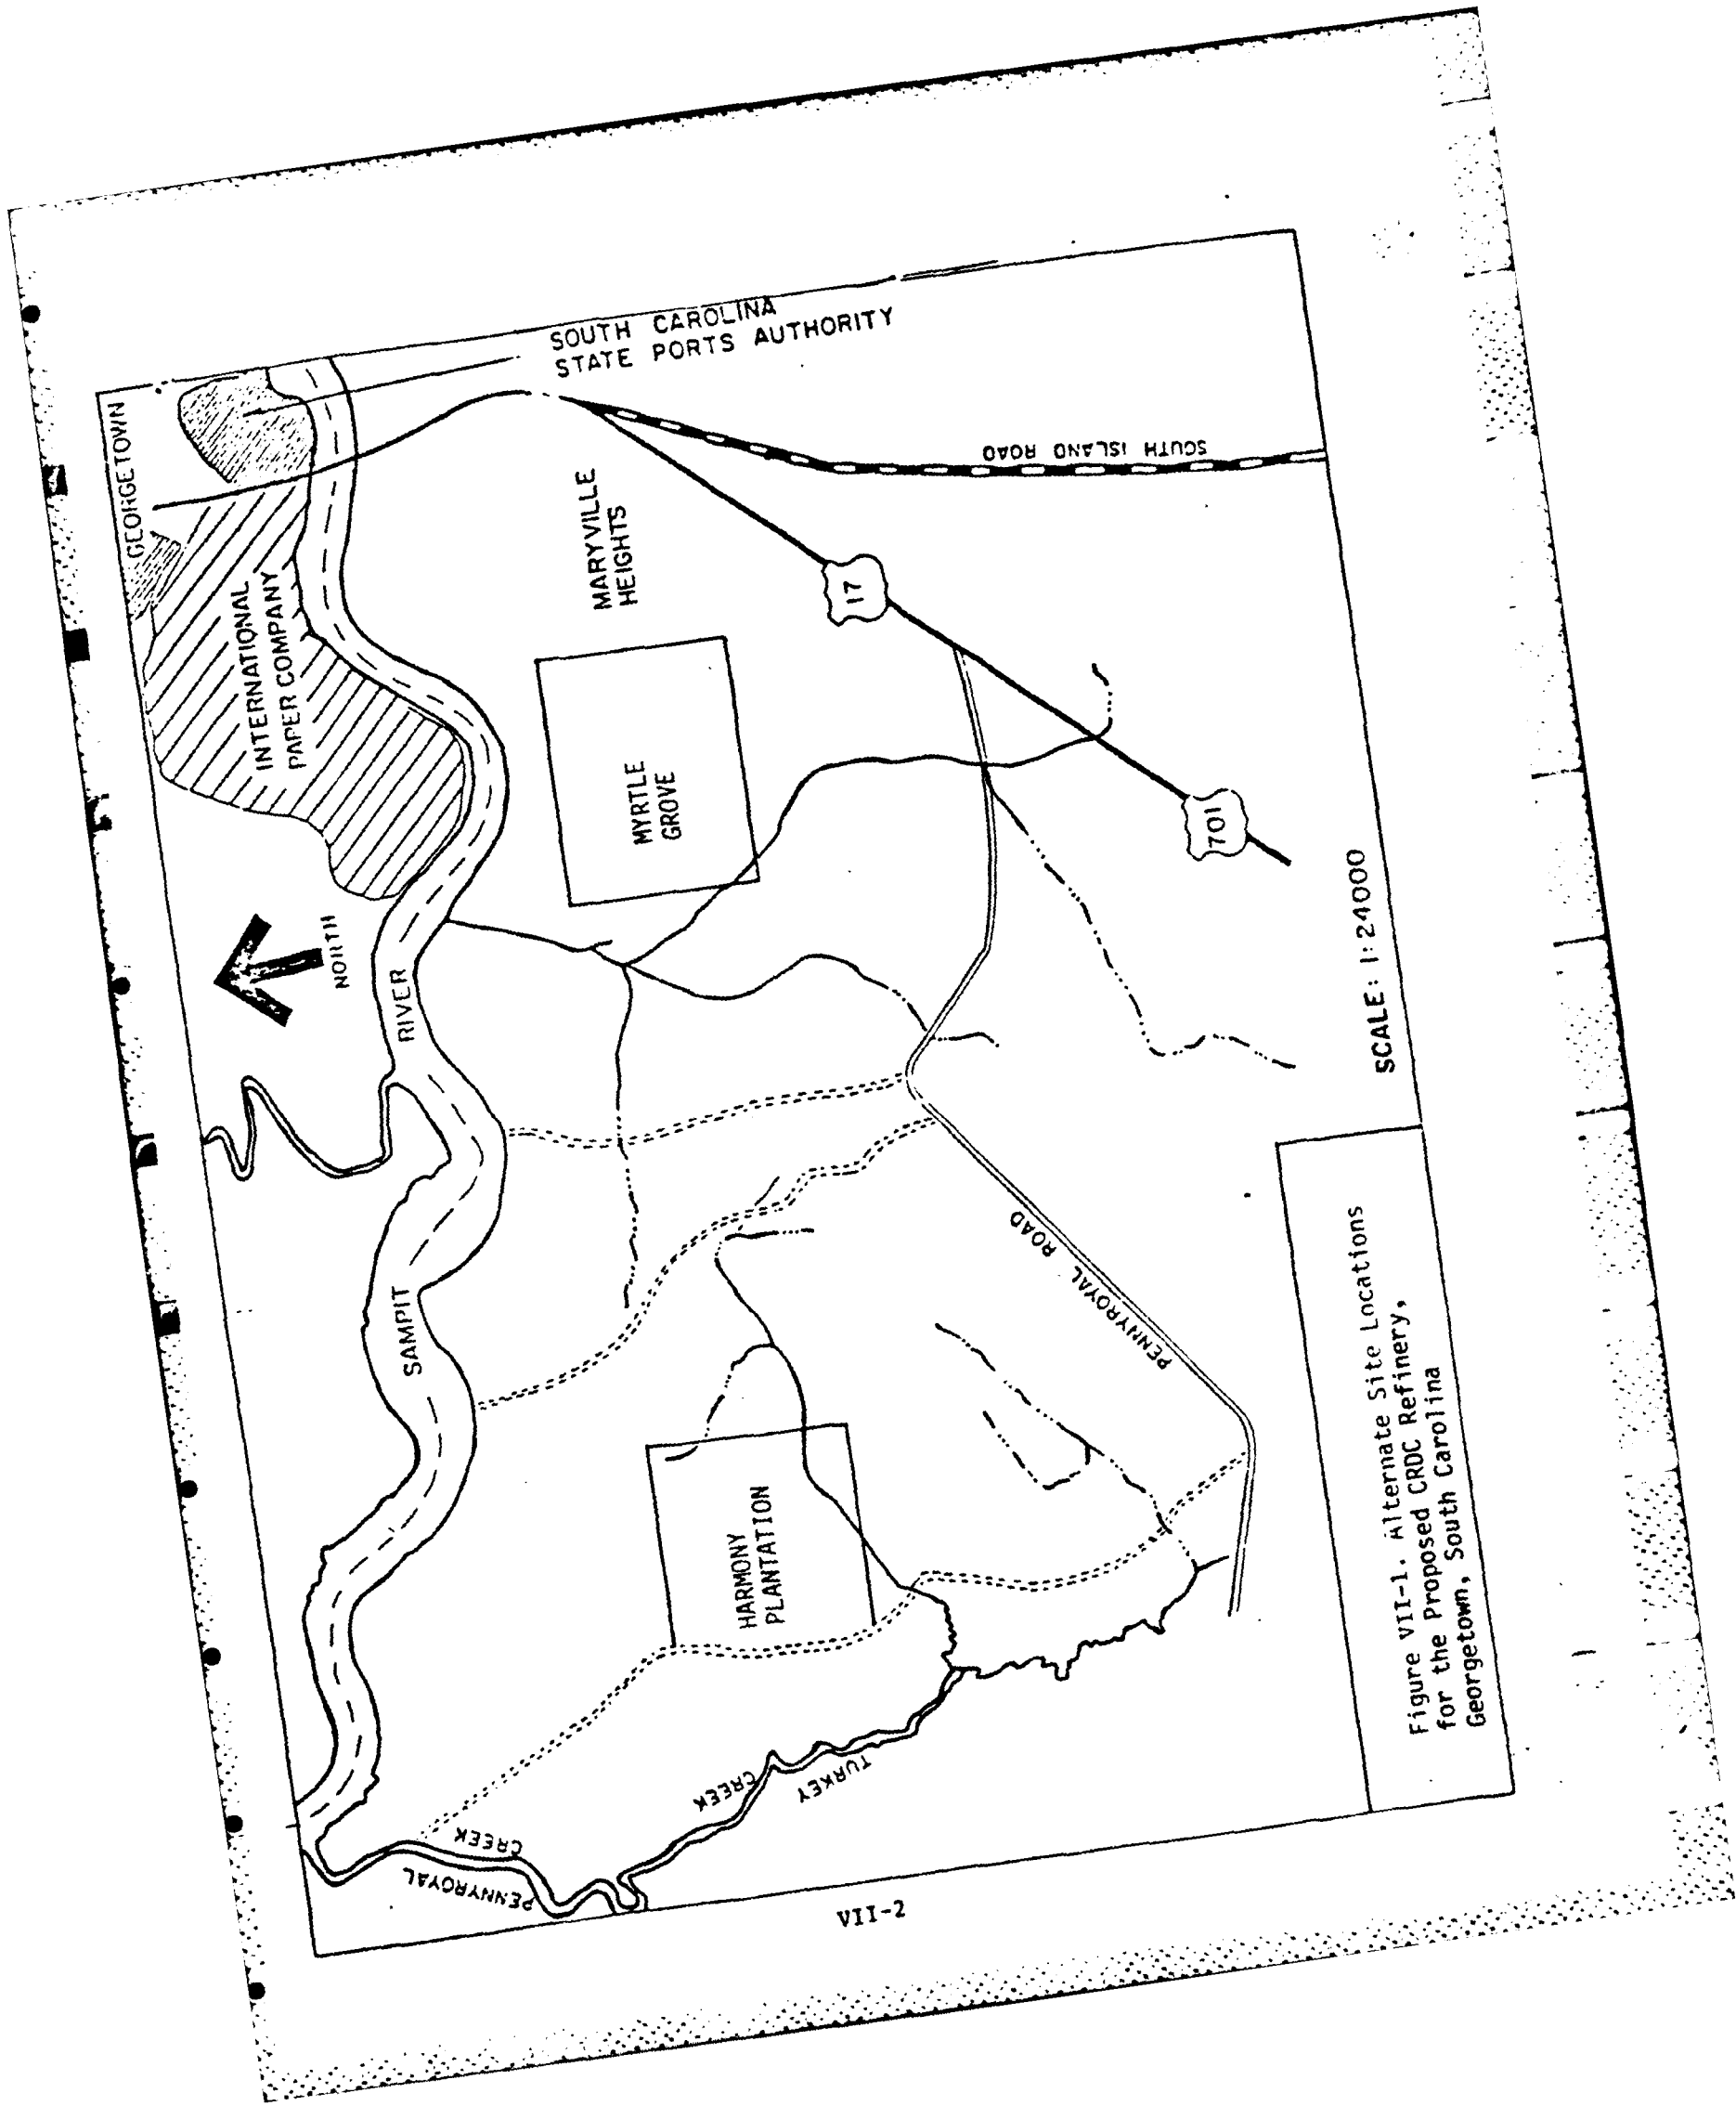 GEORGETOWN
SOUTH CAROLINA
STATE PORTS AUTHORITY
INTERNATIONAL
PAPER COMPANY
MARYVILLE
HEIGHTS
SOUTH ISLAND ROAD
17
MYRTLE
GROVE
701
NORTH
RIVER
SAMPIT
PENNYROYAL ROAD
HARMONY
PLANTATION
TURKEY
CREEK
PENNYROYAL
CREEK
SCALE: 1:24000
Figure VII-1. Alternate Site Locations
for the Proposed CRDC Refinery,
Georgetown, South Carolina
VII-2